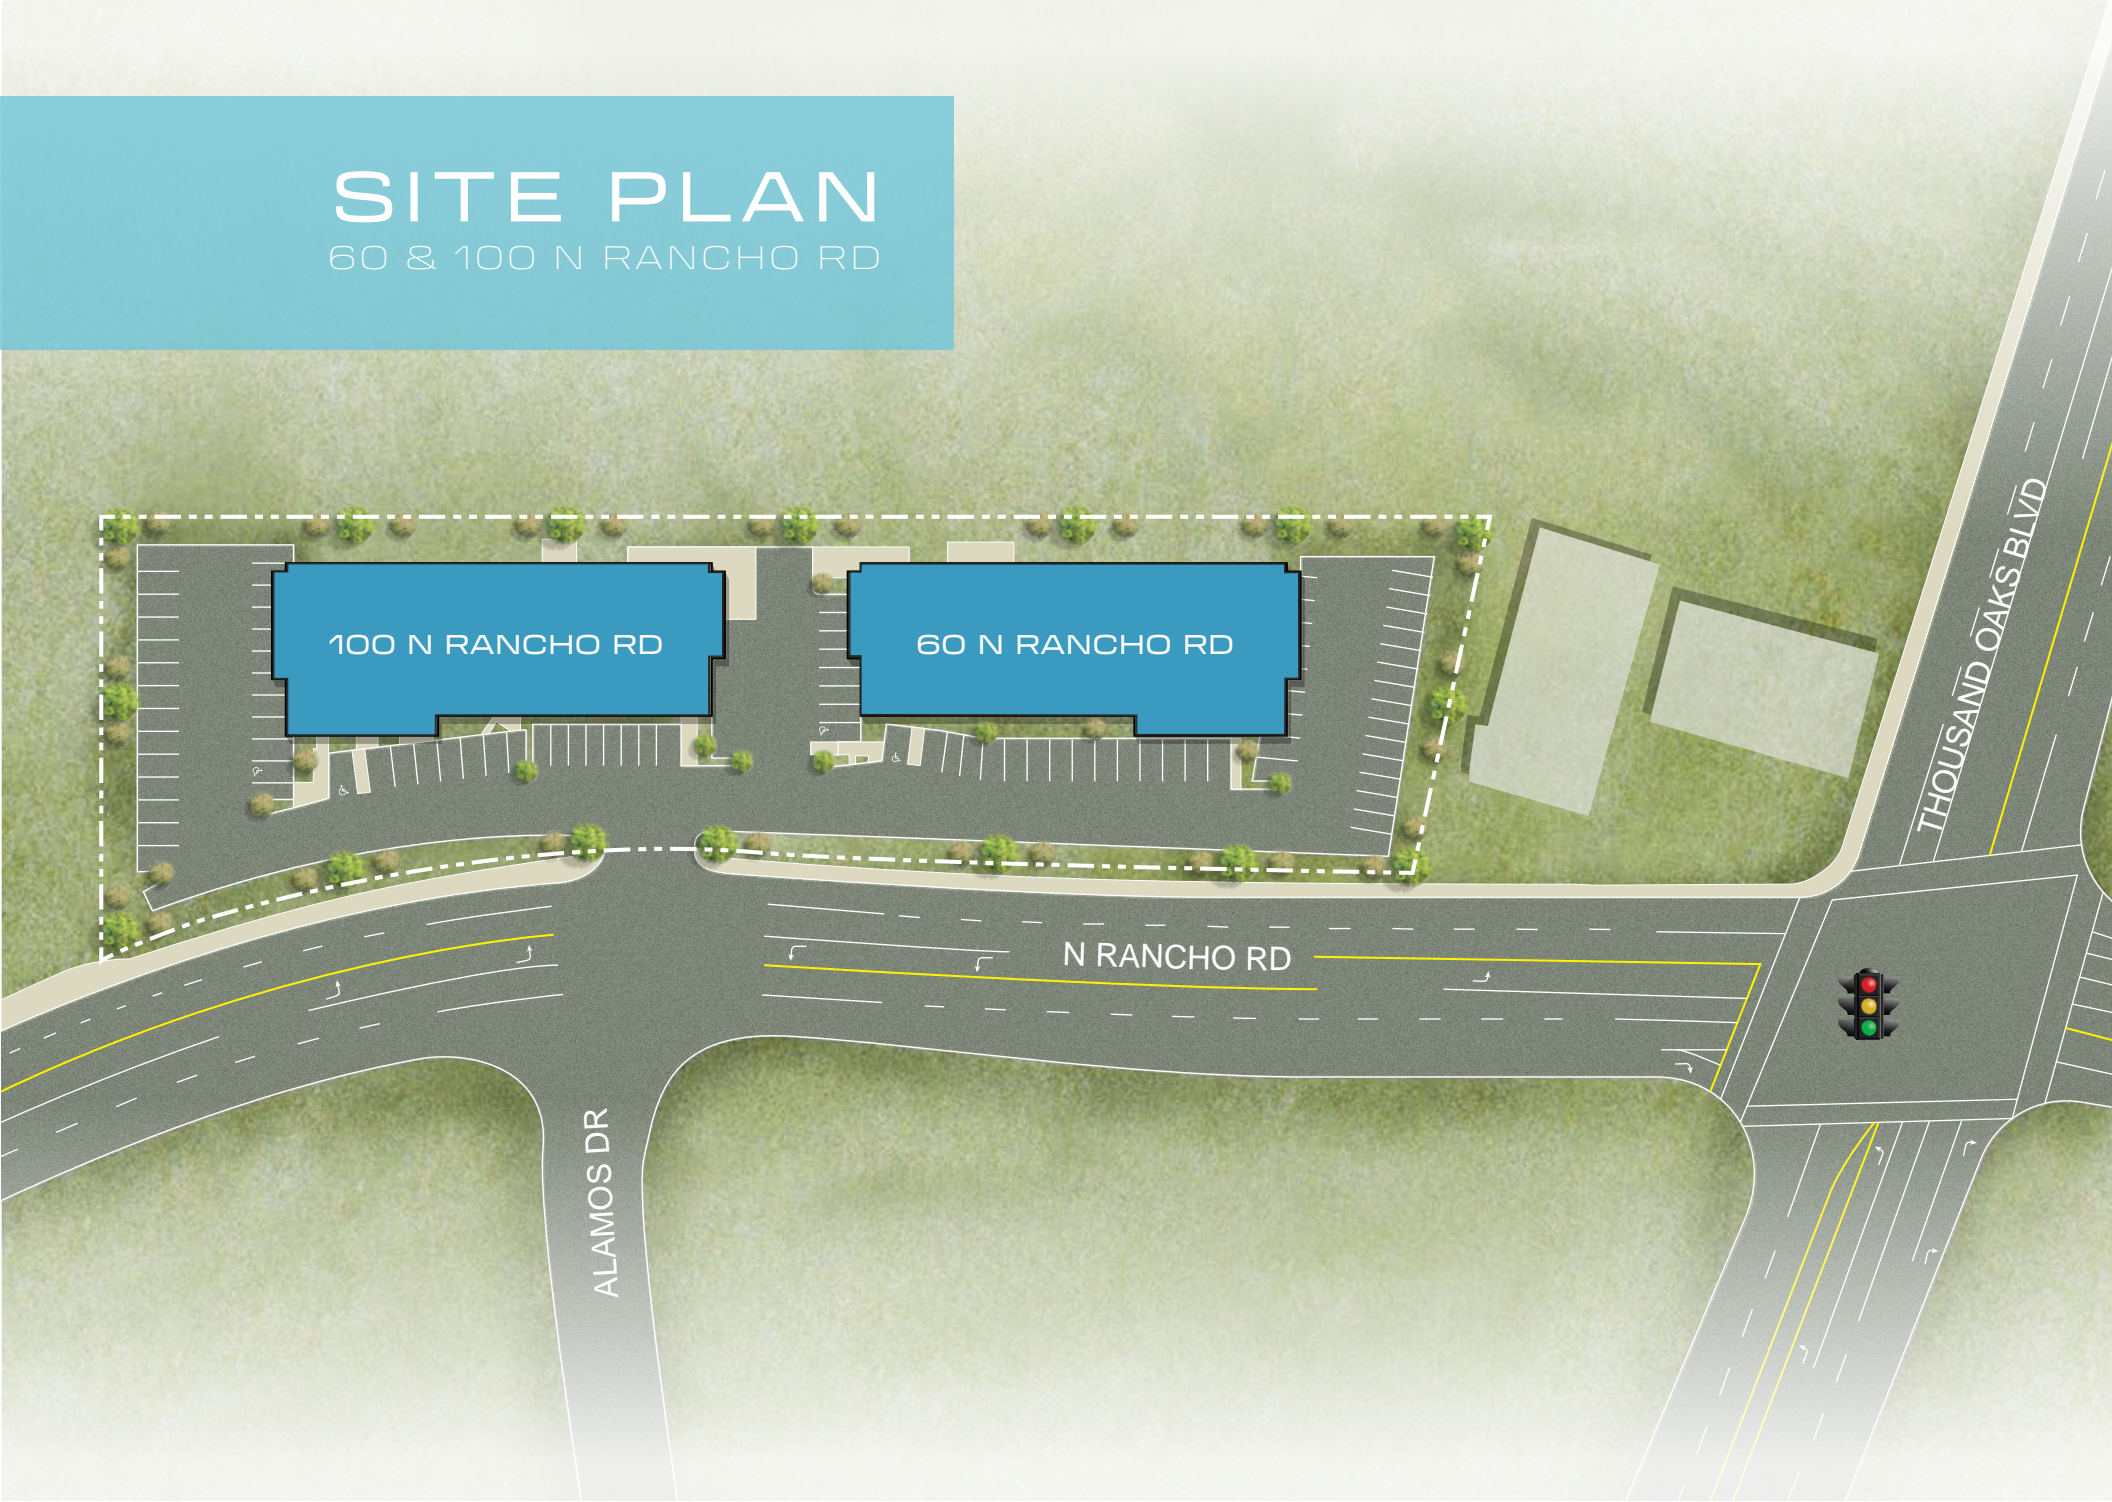 SITE PLAN
60 & 100 N RANCHO RD
100 N RANCHO RD
60 N RANCHO RD
THOUSAND OAKS BLVD
N RANCHO RD
ALAMOS DR